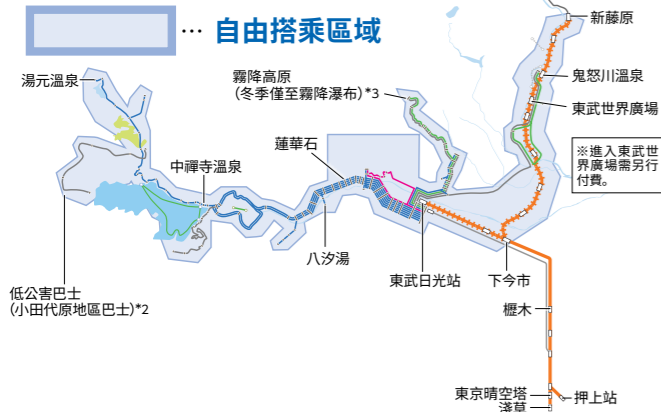 … 自由搭乘區域
新藤原
湯元溫泉
霧降高原
(冬季僅至霧降瀑布)*3
鬼怒川溫泉
東武世界廣場
蓮華石
※進入東武世
界廣場需另行
付費。
中禪寺溫泉
八汐湯
東武日光站
下今市
低公害巴士
(小田代原地區巴士)*2
櫪木
東京晴空塔
押上站
淺草